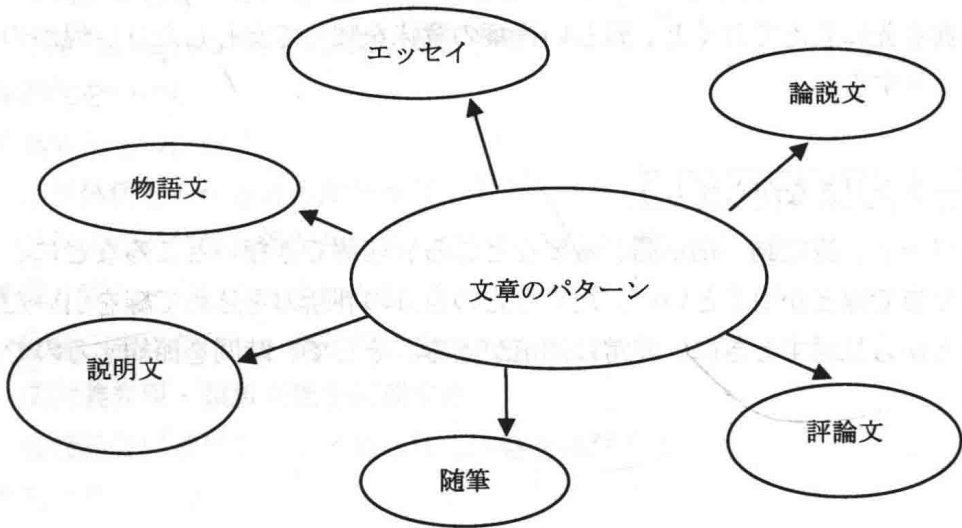 エッセイ
論説文
物語文
文章のパターン
説明文
評論文
随筆